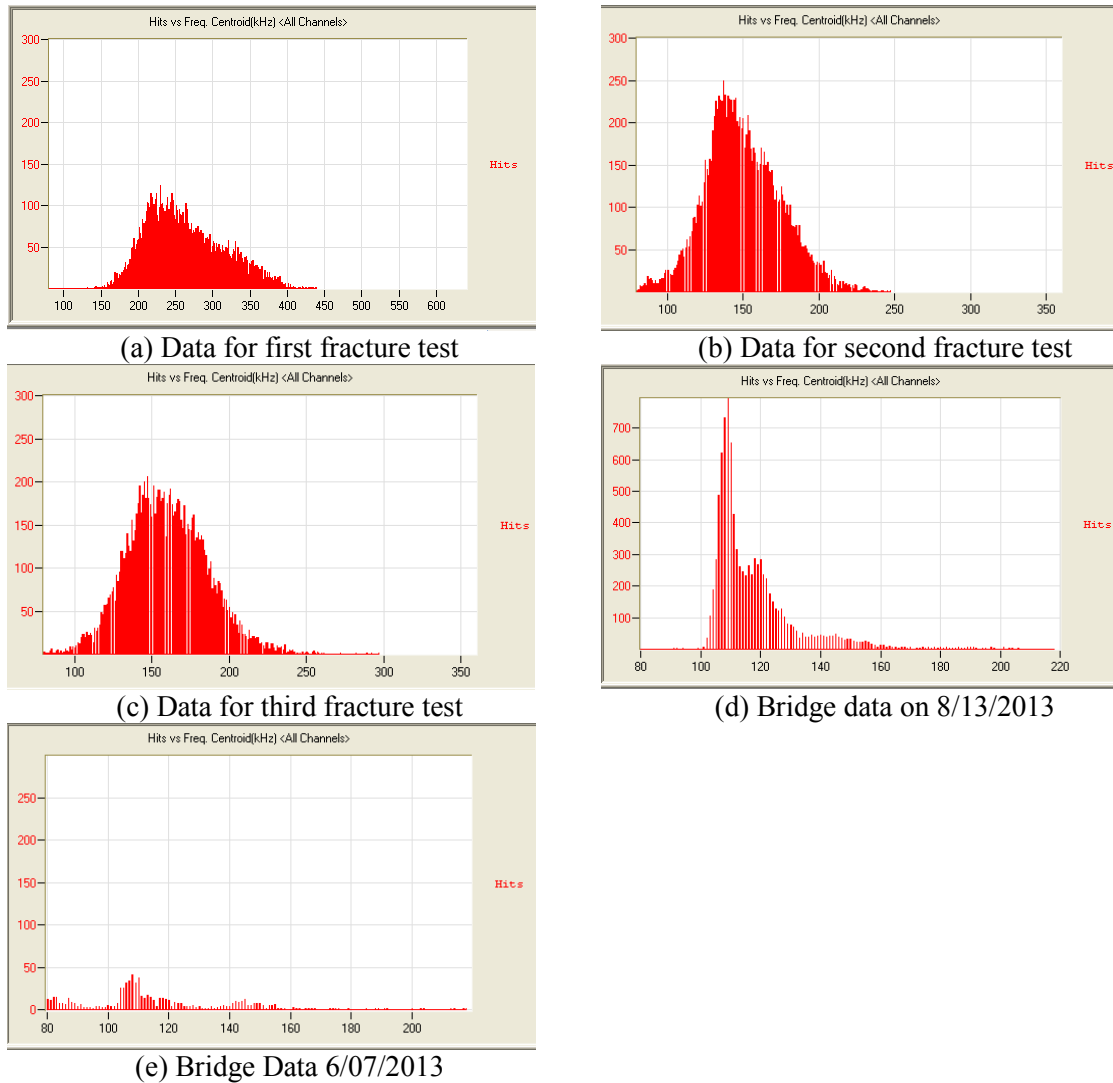 Hits vs Freq. Centroid(kHz) <All Channels>
300
250
200
150
100
50
Hits
100 150 200 250 300 350 400 450 500 550 600
(a) Data for first fracture test
Hits vs Freq. Centroid(kHz) <All Channels>
300
250
200
150
100
50
Hits
100 150 200 250 300 350
(b) Data for second fracture test
Hits vs Freq. Centroid(kHz) <All Channels>
300
250
200
150
100
50
Hits
100 150 200 250 300 350
(c) Data for third fracture test
Hits vs Freq. Centroid(kHz) <All Channels>
700
600
500
400
300
200
100
Hits
80 100 120 140 160 180 200 220
(d) Bridge data on 8/13/2013
Hits vs Freq. Centroid(kHz) <All Channels>
250
200
150
100
50
0
Hits
80 100 120 140 160 180 200
(e) Bridge Data 6/07/2013